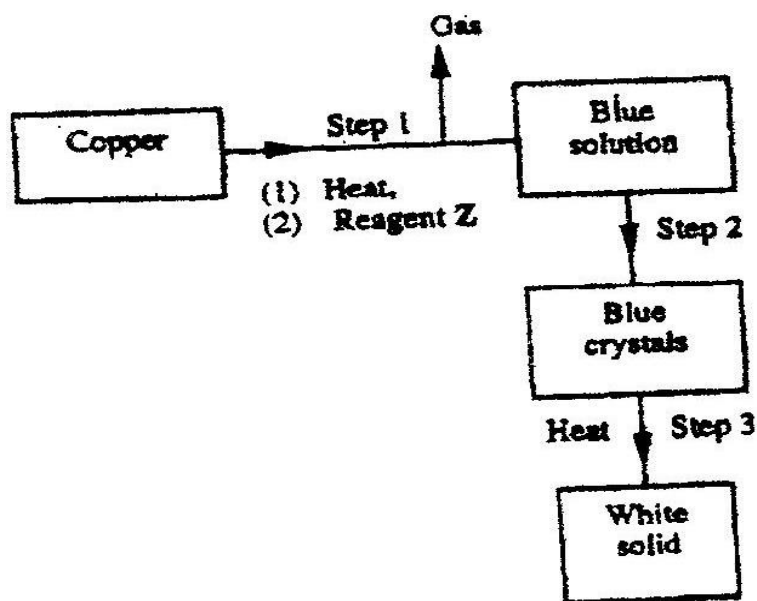 Gas
Copper
Step 1
(1) Heat,
(2) Reagent Z
Blue
solution
Step 2
Blue
crystals
Heat
Step 3
White
solid